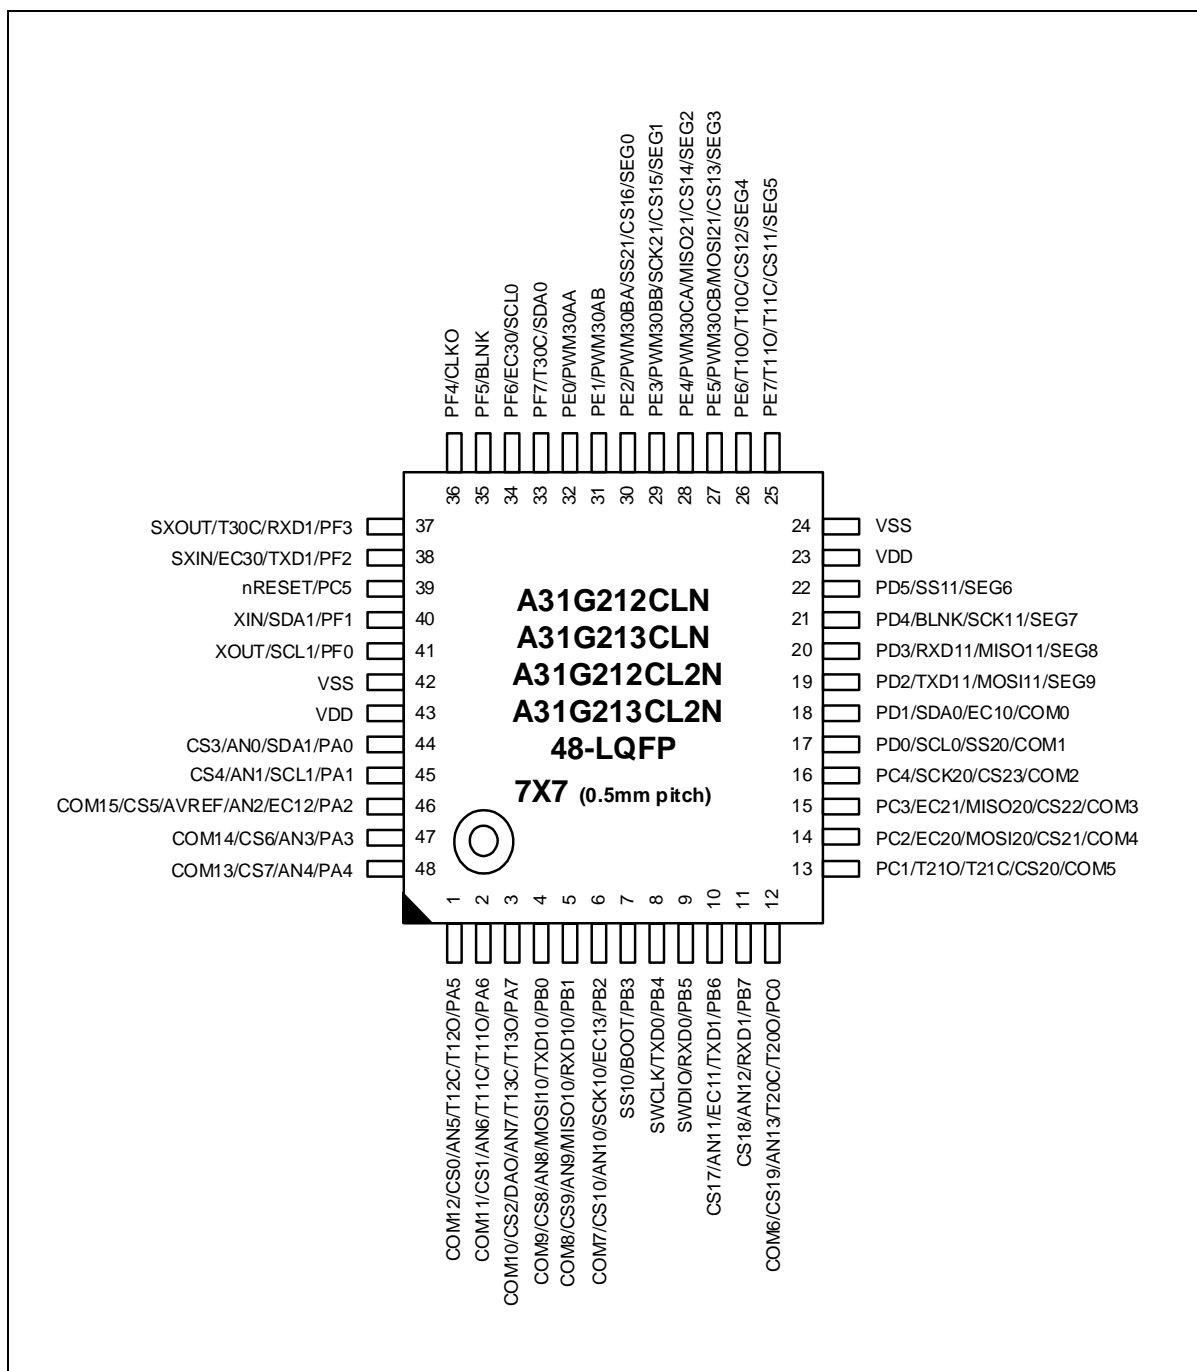 PF4/CLKO
PF5/BLNK
PF6/EC30/SCL0
PF7/T30C/SDA0
PE0/PWM30AA
PE1/PWM30AB
PE2/PWM30BA/SS21/CS16/SEG0
PE3/PWM30BB/SCK21/CS15/SEG1
PE4/PWM30CA/MISO21/CS14/SEG2
PE5/PWM30CB/MOSI21/CS13/SEG3
PE6/T10O/T10C/CS12/SEG4
PE7/T11O/T11C/CS11/SEG5
36
35
34
33
32
31
30
29
28
27
26
25
SXOUT/T30C/RXD1/PF3
37
SXIN/EC30/TXD1/PF2
38
nRESET/PC5
39
XIN/SDA1/PF1
40
XOUT/SCL1/PF0
41
VSS
42
VDD
43
CS3/AN0/SDA1/PA0
44
CS4/AN1/SCL1/PA1
45
COM15/CS5/AVREF/AN2/EC12/PA2
46
COM14/CS6/AN3/PA3
47
COM13/CS7/AN4/PA4
48
A31G212CLN
A31G213CLN
A31G212CL2N
A31G213CL2N
48-LQFP
7X7 (0.5mm pitch)
24
VSS
23
VDD
22
PD5/SS11/SEG6
21
PD4/BLNK/SCK11/SEG7
20
PD3/RXD11/MISO11/SEG8
19
PD2/TXD11/MOSI11/SEG9
18
PD1/SDA0/EC10/COM0
17
PD0/SCL0/SS20/COM1
16
PC4/SCK20/CS23/COM2
15
PC3/EC21/MISO20/CS22/COM3
14
PC2/EC20/MOSI20/CS21/COM4
13
PC1/T21O/T21C/CS20/COM5
1
2
3
4
5
6
7
8
9
10
11
12
COM12/CS0/AN5/T12C/T12O/PA5
COM11/CS1/AN6/T11C/T11O/PA6
COM10/CS2/DAO/AN7/T13C/T13O/PA7
COM9/CS8/AN8/MOSI10/TXD10/PB0
COM8/CS9/AN9/MISO10/RXD10/PB1
COM7/CS10/AN10/SCK10/EC13/PB2
SS10/BOOT/PB3
SWCLK/TXD0/PB4
SWDIO/RXD0/PB5
CS17/AN11/EC11/TXD1/PB6
CS18/AN12/RXD1/PB7
COM6/CS19/AN13/T20C/T20O/PC0